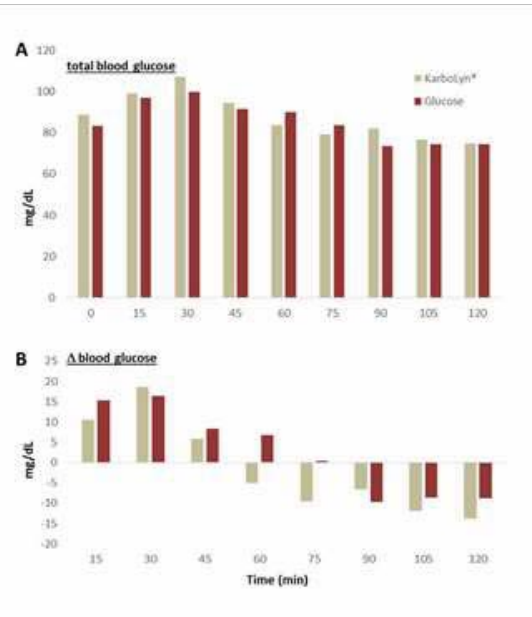 A
total blood glucose
KarboLyn*
Glucose
120
100
80
60
40
20
0
mg/dL
0 15 30 45 60 75 90 105 120
B
Δ blood glucose
25
20
15
10
5
0
-5
-10
-15
-20
mg/dL
15 30 45 60 75 90 105 120
Time (min)